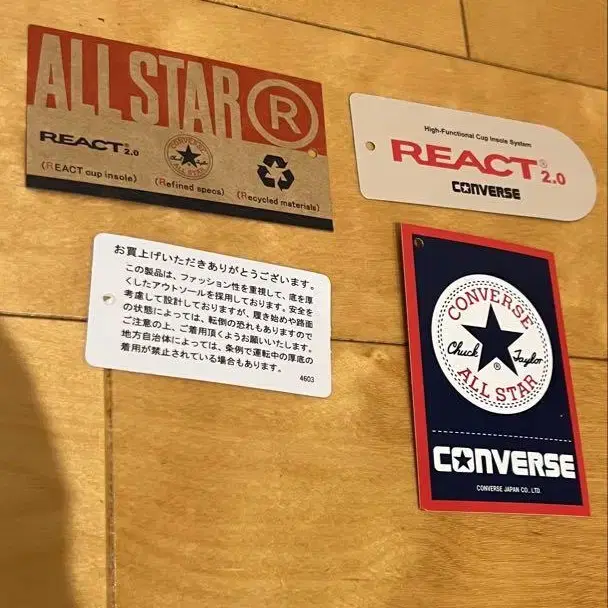 ALL STAR ®
REACT® 2.0
CONVERSE
Chuck Taylor
ALL STAR
(REACT cup insole)
(Refined specs)
(Recycled materials)
High-Functional Cup Insole System
REACT® 2.0
CONVERSE
お買上げいただきありがとうございます。
この製品は、ファッション性を重視して、底を厚
くしたアウトソールを採用しております。安全を
考慮して設計しておりますが、履き始めや路面
の状態によっては、転倒の恐れもありますので
ご注意の上、ご着用頂くようお願いいたします。
地方自治体によっては、条例で運転中の厚底の
着用が禁止されている場合もあります。
4603
CONVERSE
Chuck Taylor
®
ALL STAR
CONVERSE
CONVERSE JAPAN CO., LTD.